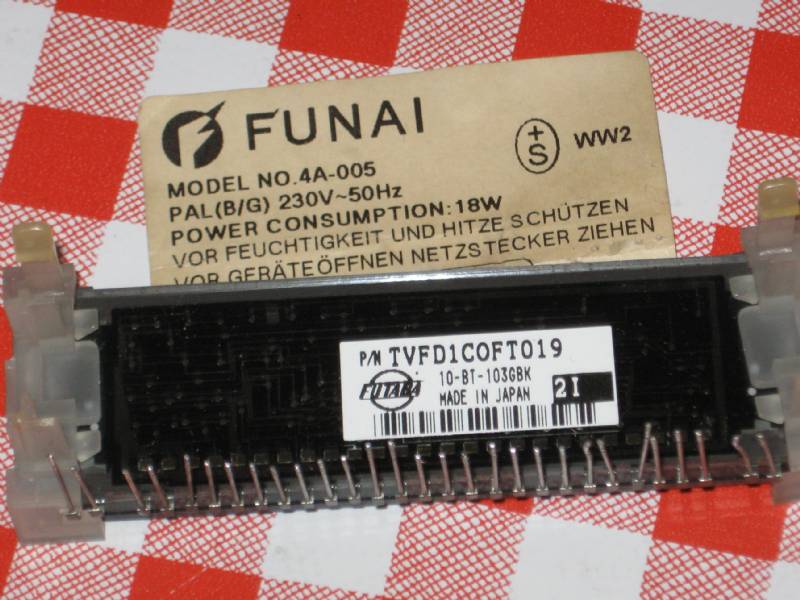 FUNAI
+
S
WW2
MODEL NO.4A-005
PAL(B/G) 230V~50Hz
POWER CONSUMPTION:18W
VOR FEUCHTIGKEIT UND HITZE SCHÜTZEN
VOR GERÄTEÖFFNEN NETZSTECKER ZIEHEN
P/N TVFD1C0FT019
FUTABA
10-BT-103GBK
MADE IN JAPAN
2I